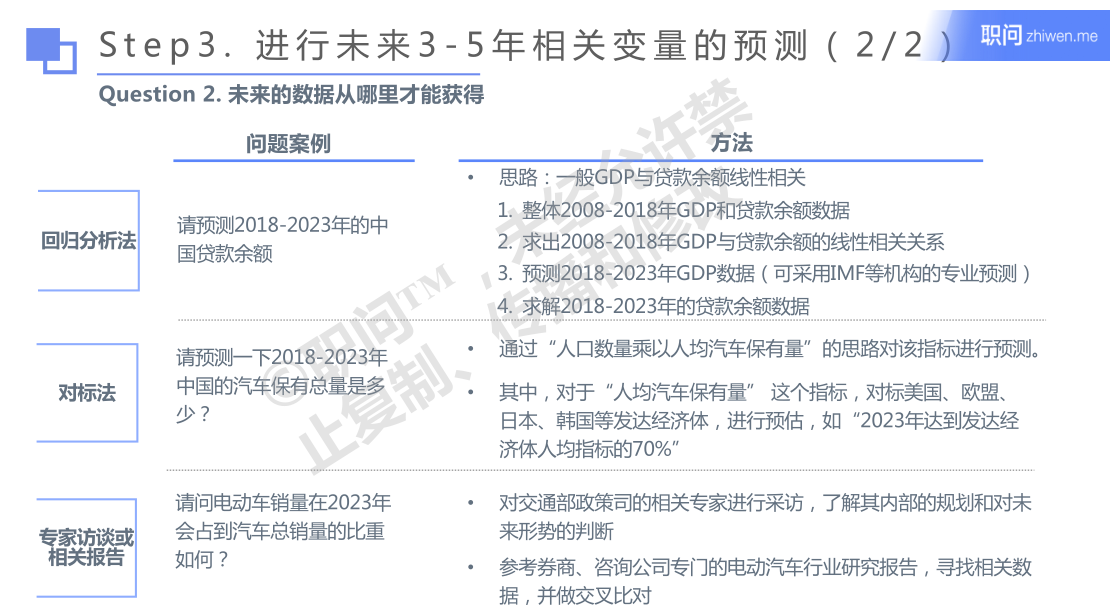 Step3. 进行未来3-5年相关变量的预测（2/2）
职问 zhiwen.me
Question 2. 未来的数据从哪里才能获得
问题案例
方法
回归分析法
请预测2018-2023年的中
国贷款余额
• 思路：一般GDP与贷款余额线性相关
1. 整体2008-2018年GDP和贷款余额数据
2. 求出2008-2018年GDP与贷款余额的线性相关关系
3. 预测2018-2023年GDP数据（可采用IMF等机构的专业预测）
4. 求解2018-2023年的贷款余额数据
对标法
请预测一下2018-2023年
中国的汽车保有总量是多
少？
• 通过“人口数量乘以人均汽车保有量”的思路对该指标进行预测。
• 其中，对于“人均汽车保有量” 这个指标，对标美国、欧盟、
日本、韩国等发达经济体，进行预估，如“2023年达到发达经
济体人均指标的70%”
专家访谈或
相关报告
请问电动车销量在2023年
会占到汽车总销量的比重
如何？
• 对交通部政策司的相关专家进行采访，了解其内部的规划和对未
来形势的判断
• 参考券商、咨询公司专门的电动汽车行业研究报告，寻找相关数
据，并做交叉比对
©职问™，未经允许禁
止复制、传播和修改